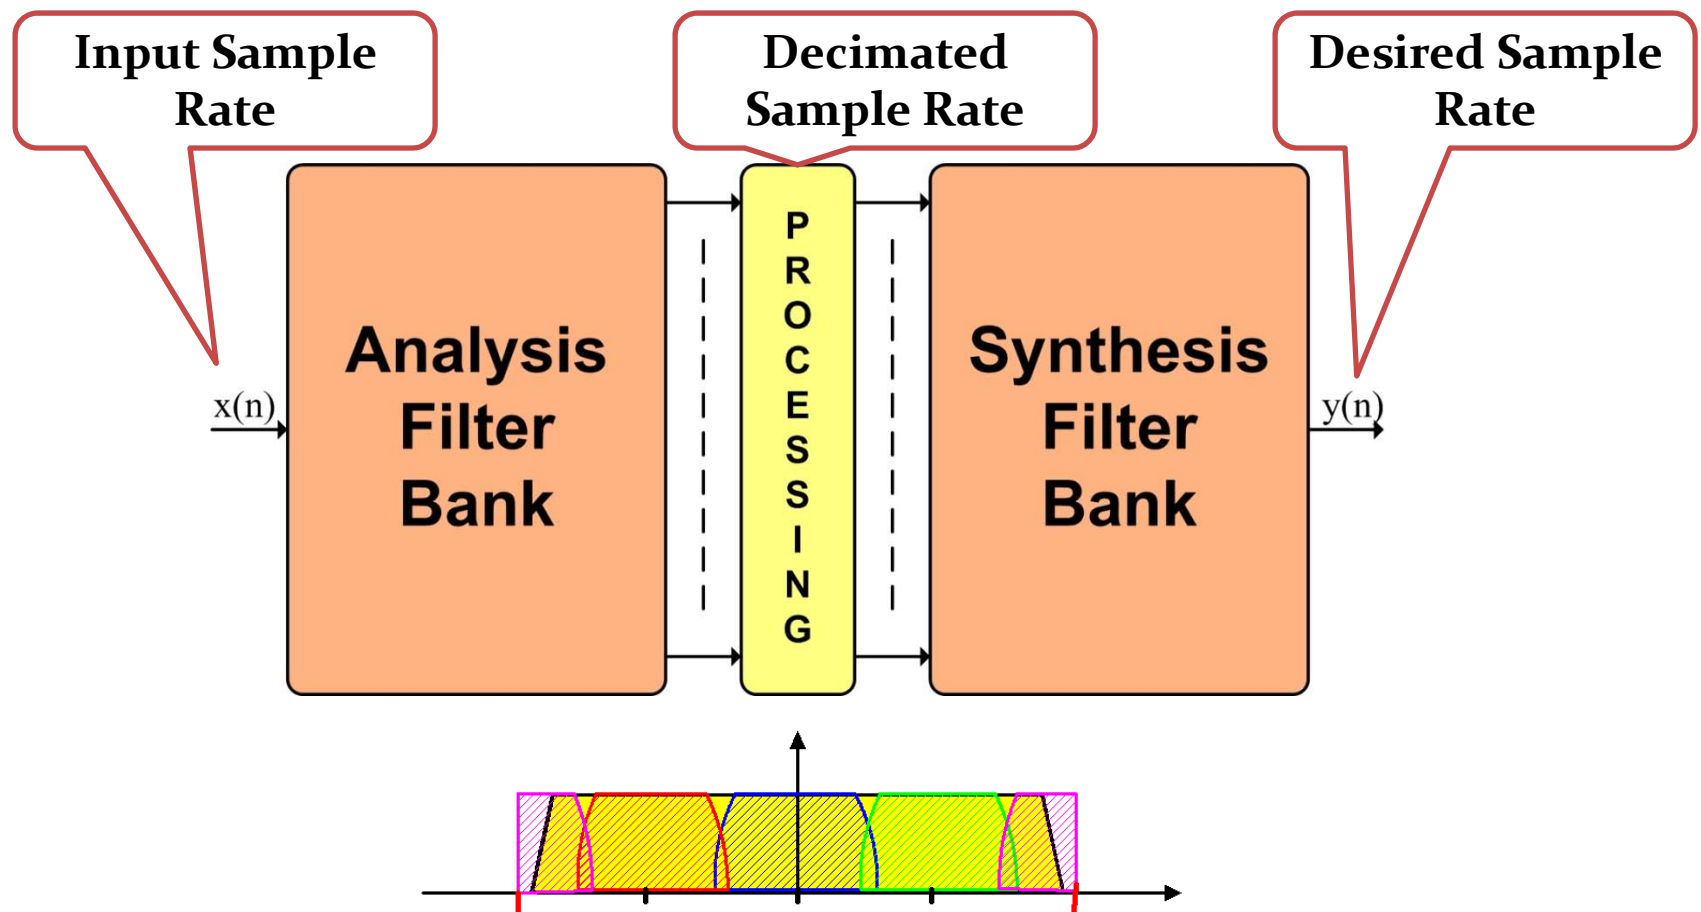 Input Sample
Rate
Decimated
Sample Rate
Desired Sample
Rate
x(n)
Analysis
Filter
Bank
P
R
O
C
E
S
S
I
N
G
Synthesis
Filter
Bank
y(n)